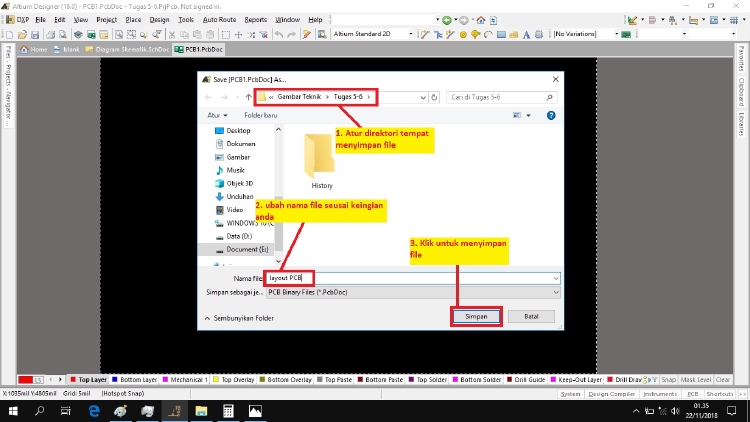 Altium Designer (16.0) - PCB1.PcbDoc - Tugas 5-6.PrjPcb. Not signed in.
DXP File Edit View Project Place Design Tools Auto Route Reports Window Help
Altium Standard 2D
[No Variations]
Home blank Diagram Skematik.SchDoc PCB1.PcbDoc
Files
Projects
Navigator
Favorites
Clipboard
Libraries
Save [PCB1.PcbDoc] As...
Gambar Teknik > Tugas 5-6 >
Cari di Tugas 5-6
Atur
Folder baru
Desktop
Dokumen
Gambar
Musik
Objek 3D
Unduhan
Video
WINDOWS 10 (C
Data (D:)
Document (E:)
History
1. Atur direktori tempat
menyimpan file
2. ubah nama file seusai keingian
anda
3. Klik untuk menyimpan
file
Nama file:
layout PCB
Simpan sebagai je...
PCB Binary Files (*.PcbDoc)
Sembunyikan Folder
Simpan
Batal
LS Top Layer Bottom Layer Mechanical 1 Top Overlay Bottom Overlay Top Paste Bottom Paste Top Solder Bottom Solder Drill Guide Keep-Out Layer Drill Draw Snap Mask Level Clear
X:1035mil Y:4805mil Grid: 5mil (Hotspot Snap)
System Design Compiler Instruments PCB Shortcuts >>
01.35
22/11/2018